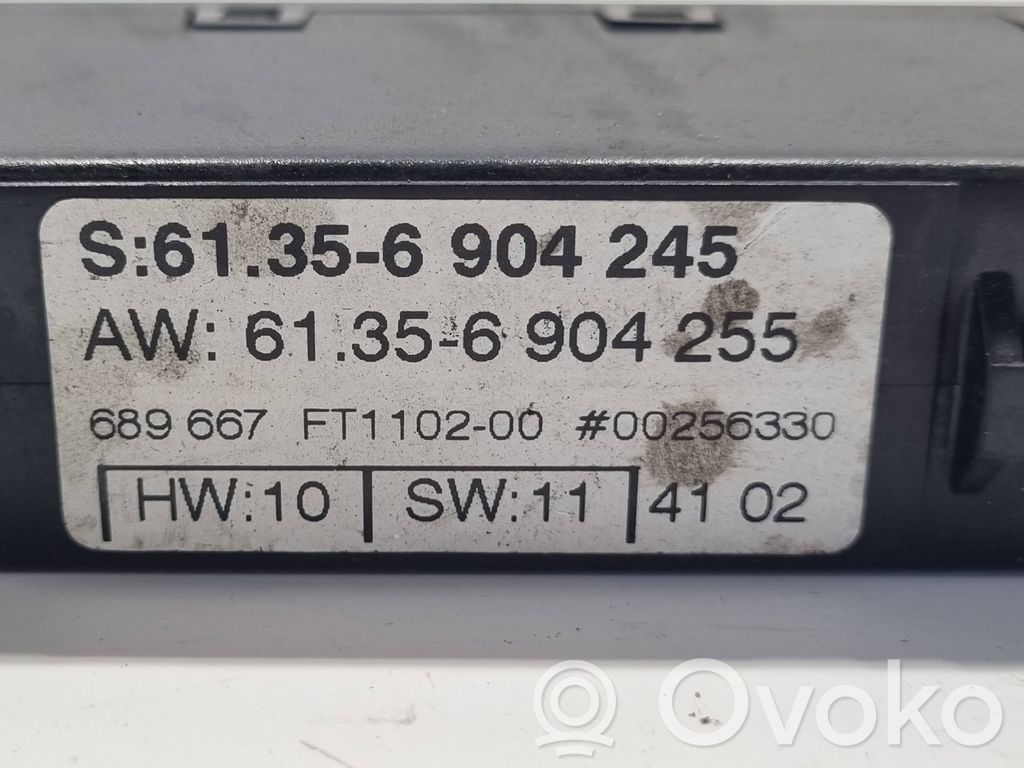 S:61.35-6 904 245
AW: 61.35-6 904 255
689 667 FT1102-00 #00256330
HW:10 SW:11 41 02
Ovoko